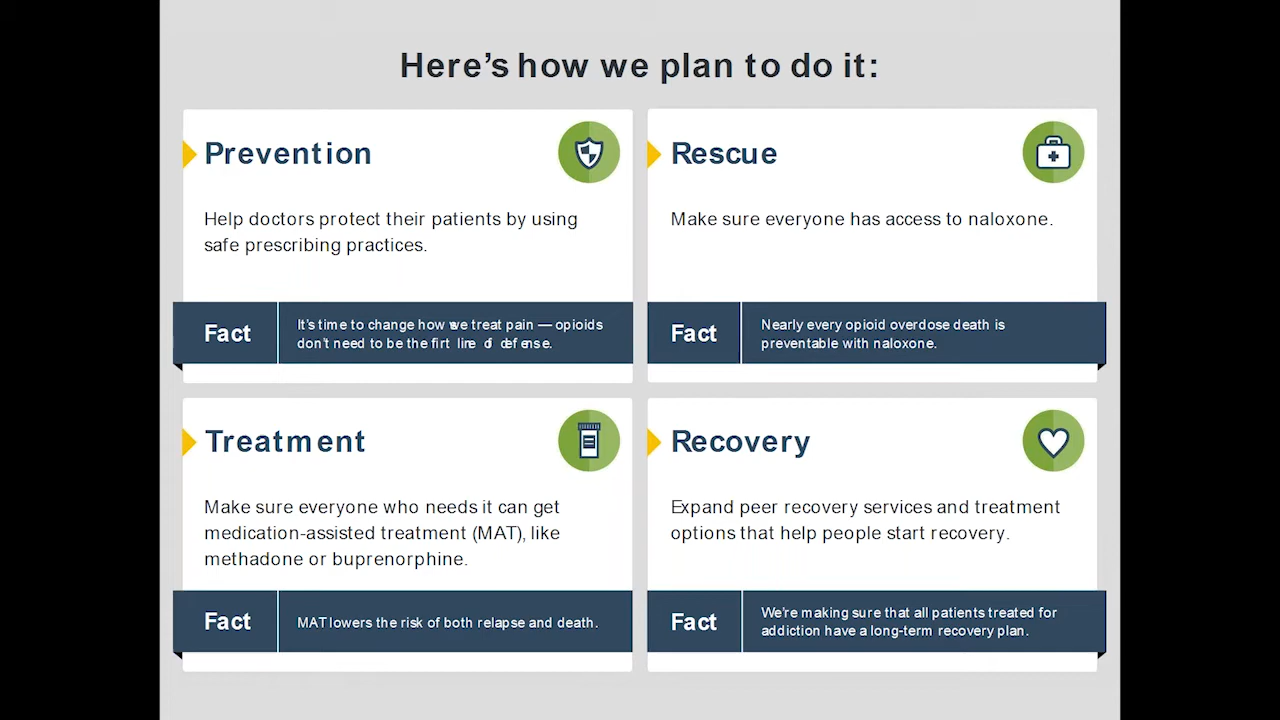 Here's how we plan to do it:
Prevention
Help doctors protect their patients by using
safe prescribing practices.
Fact
It's time to change how we treat pain — opioids
don't need to be the firt line of defense.
Rescue
Make sure everyone has access to naloxone.
Fact
Nearly every opioid overdose death is
preventable with naloxone.
Treatment
Make sure everyone who needs it can get
medication-assisted treatment (MAT), like
methadone or buprenorphine.
Fact
MAT lowers the risk of both relapse and death.
Recovery
Expand peer recovery services and treatment
options that help people start recovery.
Fact
We're making sure that all patients treated for
addiction have a long-term recovery plan.